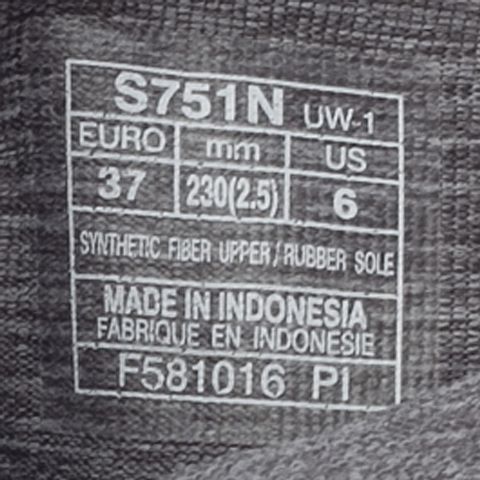 S751N UW-1
EURO mm US
37 230(2.5) 6
SYNTHETIC FIBER UPPER/RUBBER SOLE
MADE IN INDONESIA
FABRIQUE EN INDONESIE
F581016 PI